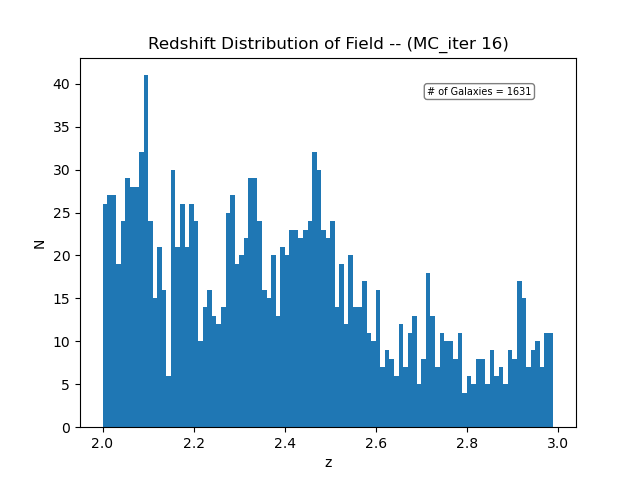 Redshift Distribution of Field -- (MC_iter 16)
# of Galaxies = 1631
40
35
30
25
20
15
10
5
0
N
2.0 2.2 2.4 2.6 2.8 3.0
z